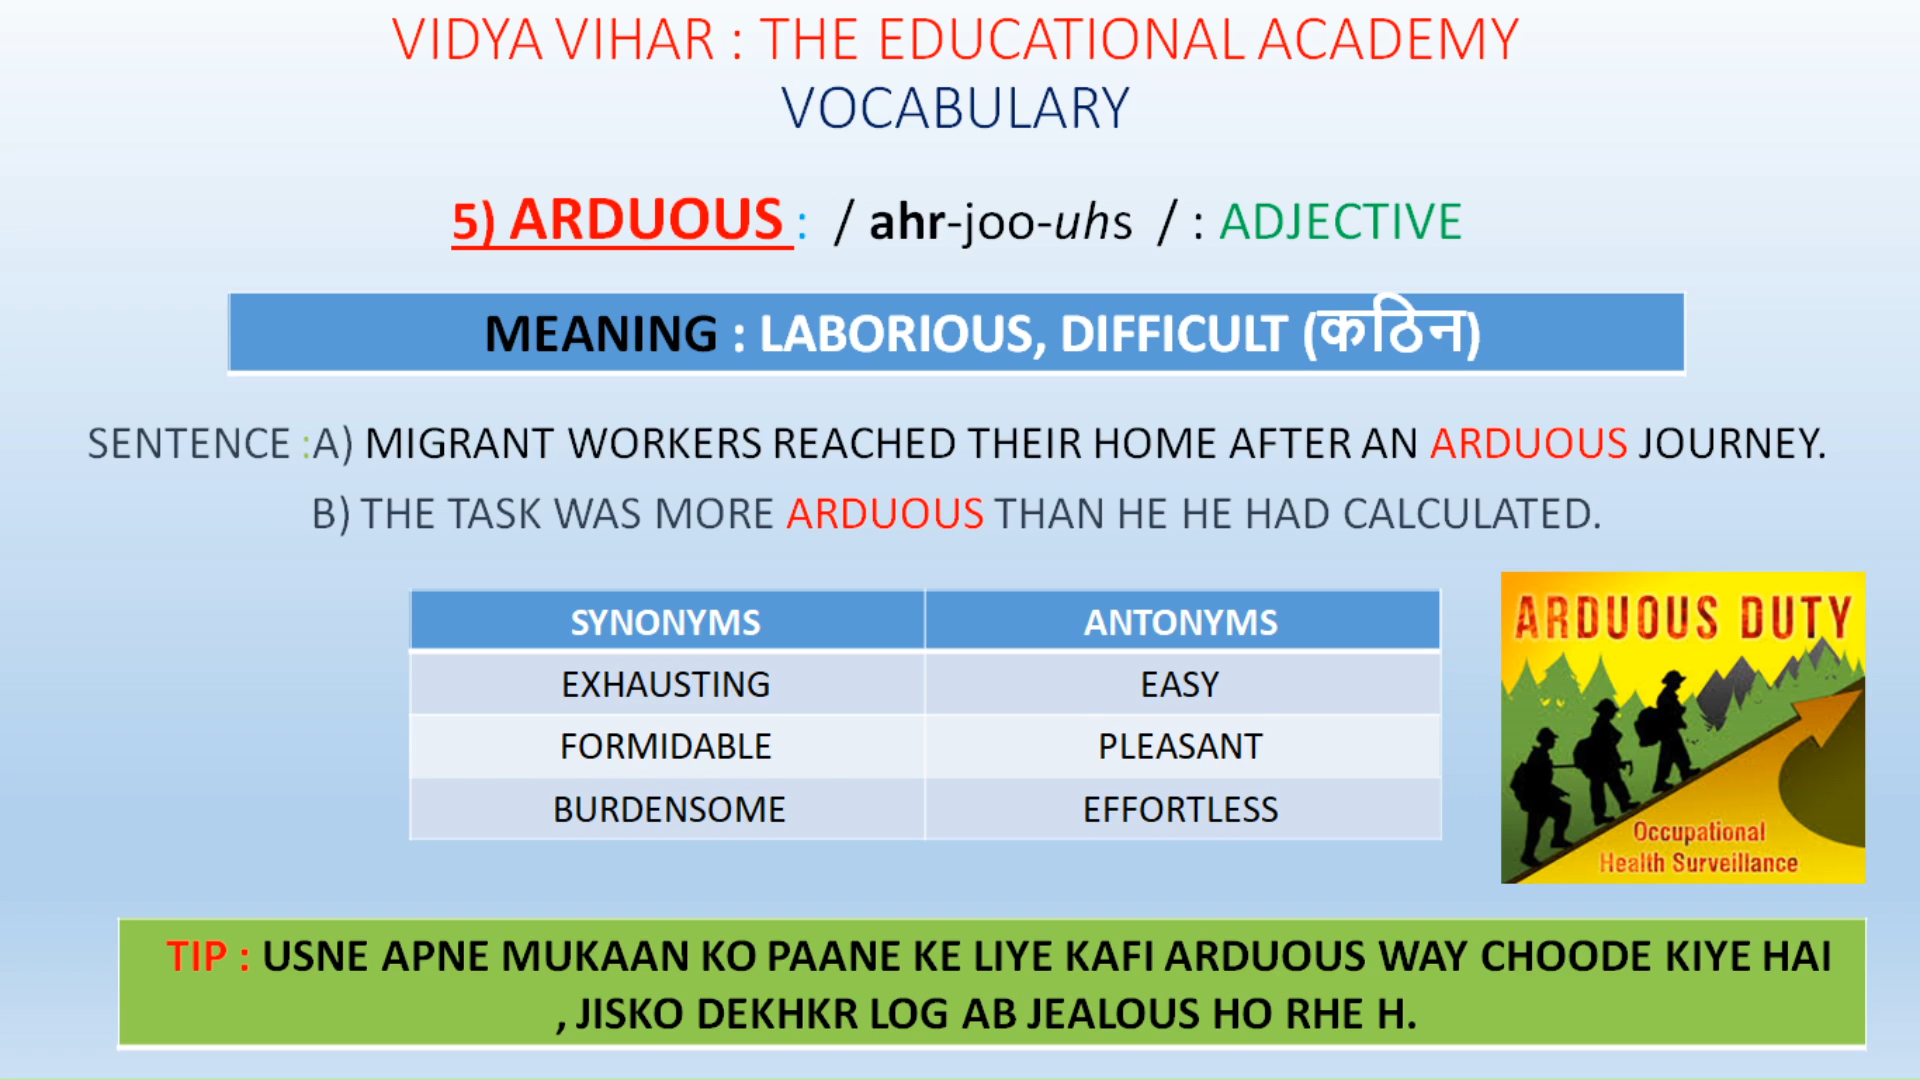 VIDYA VIHAR : THE EDUCATIONAL ACADEMY
VOCABULARY
5) ARDUOUS : / ahr-joo-uhs / : ADJECTIVE
MEANING : LABORIOUS, DIFFICULT (कठिन)
SENTENCE :A) MIGRANT WORKERS REACHED THEIR HOME AFTER AN ARDUOUS JOURNEY.
B) THE TASK WAS MORE ARDUOUS THAN HE HE HAD CALCULATED.
SYNONYMS ANTONYMS
EXHAUSTING EASY
FORMIDABLE PLEASANT
BURDENSOME EFFORTLESS
ARDUOUS DUTY
Occupational
Health Surveillance
TIP : USNE APNE MUKAAN KO PAANE KE LIYE KAFI ARDUOUS WAY CHOODE KIYE HAI
, JISKO DEKHKR LOG AB JEALOUS HO RHE H.